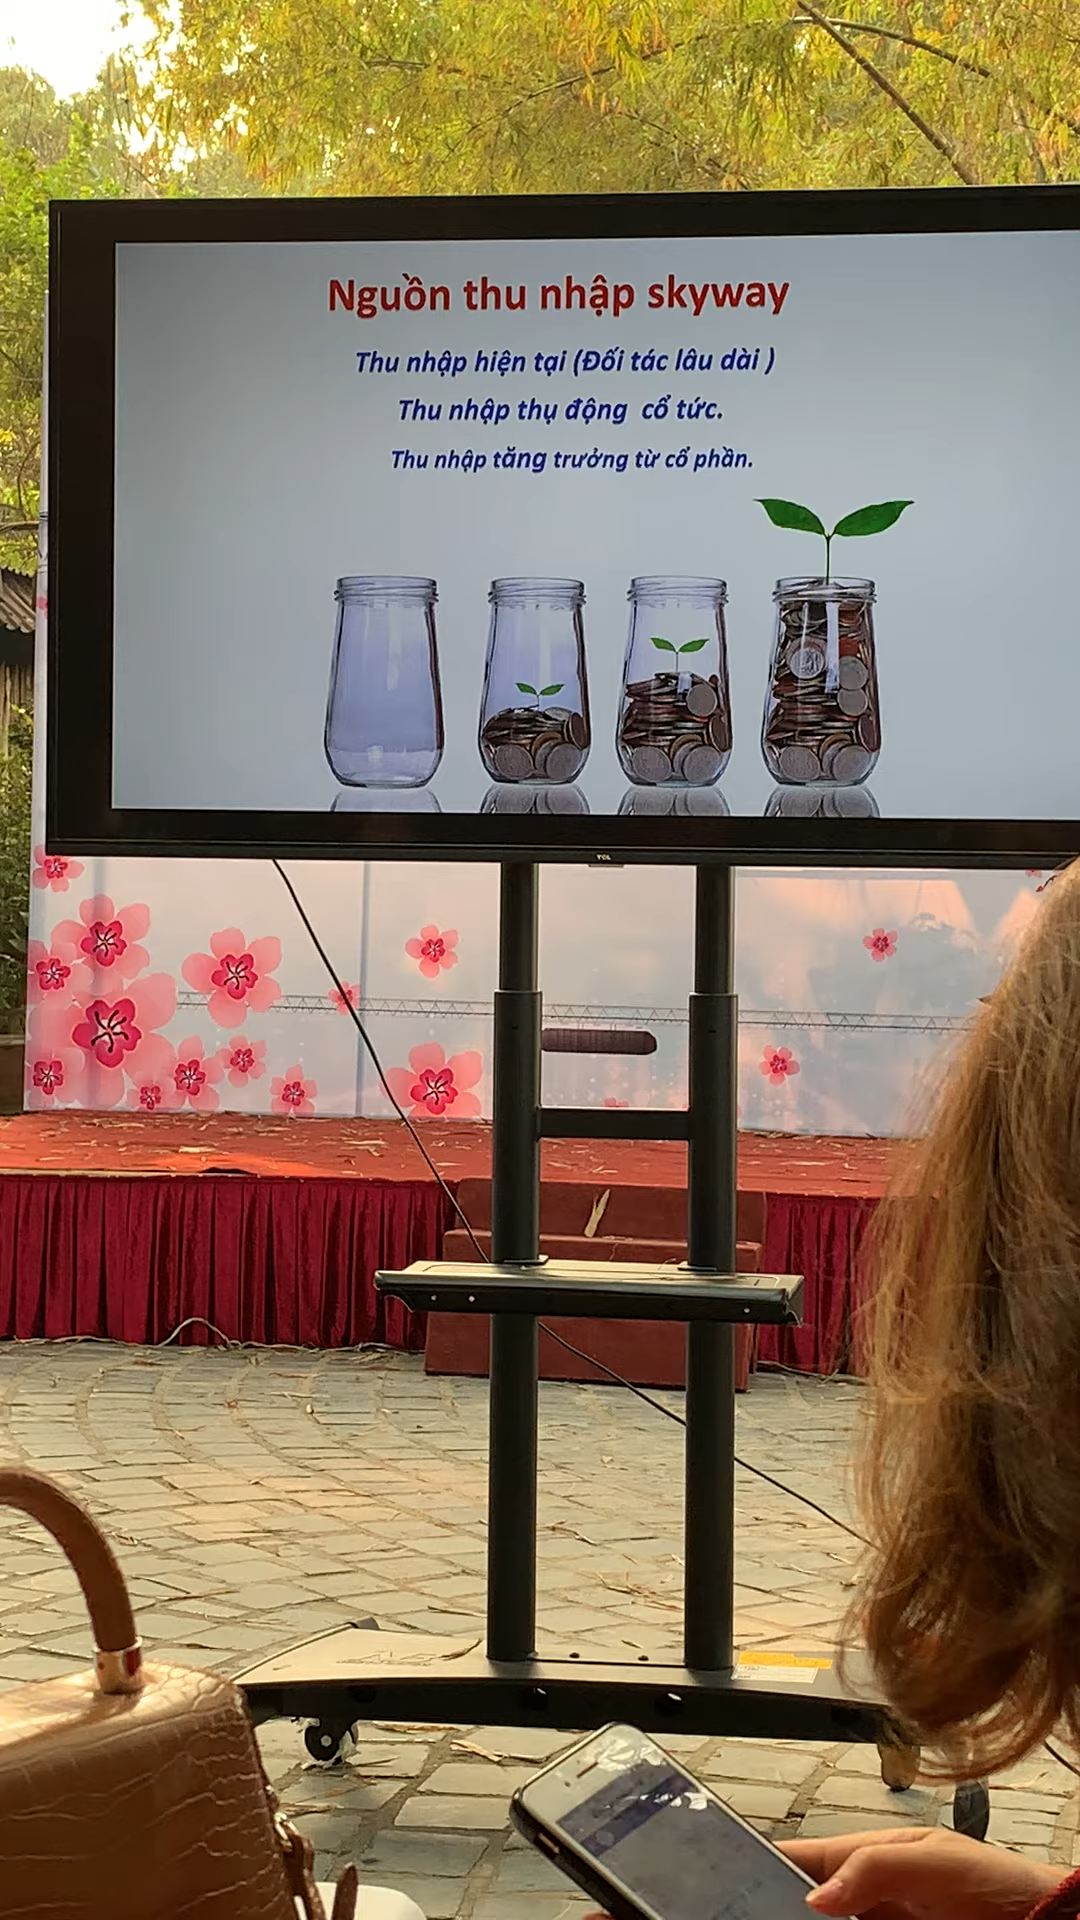 Nguồn thu nhập skyway
Thu nhập hiện tại (Đối tác lâu dài )
Thu nhập thụ động cổ tức.
Thu nhập tăng trưởng từ cổ phần.
TCL